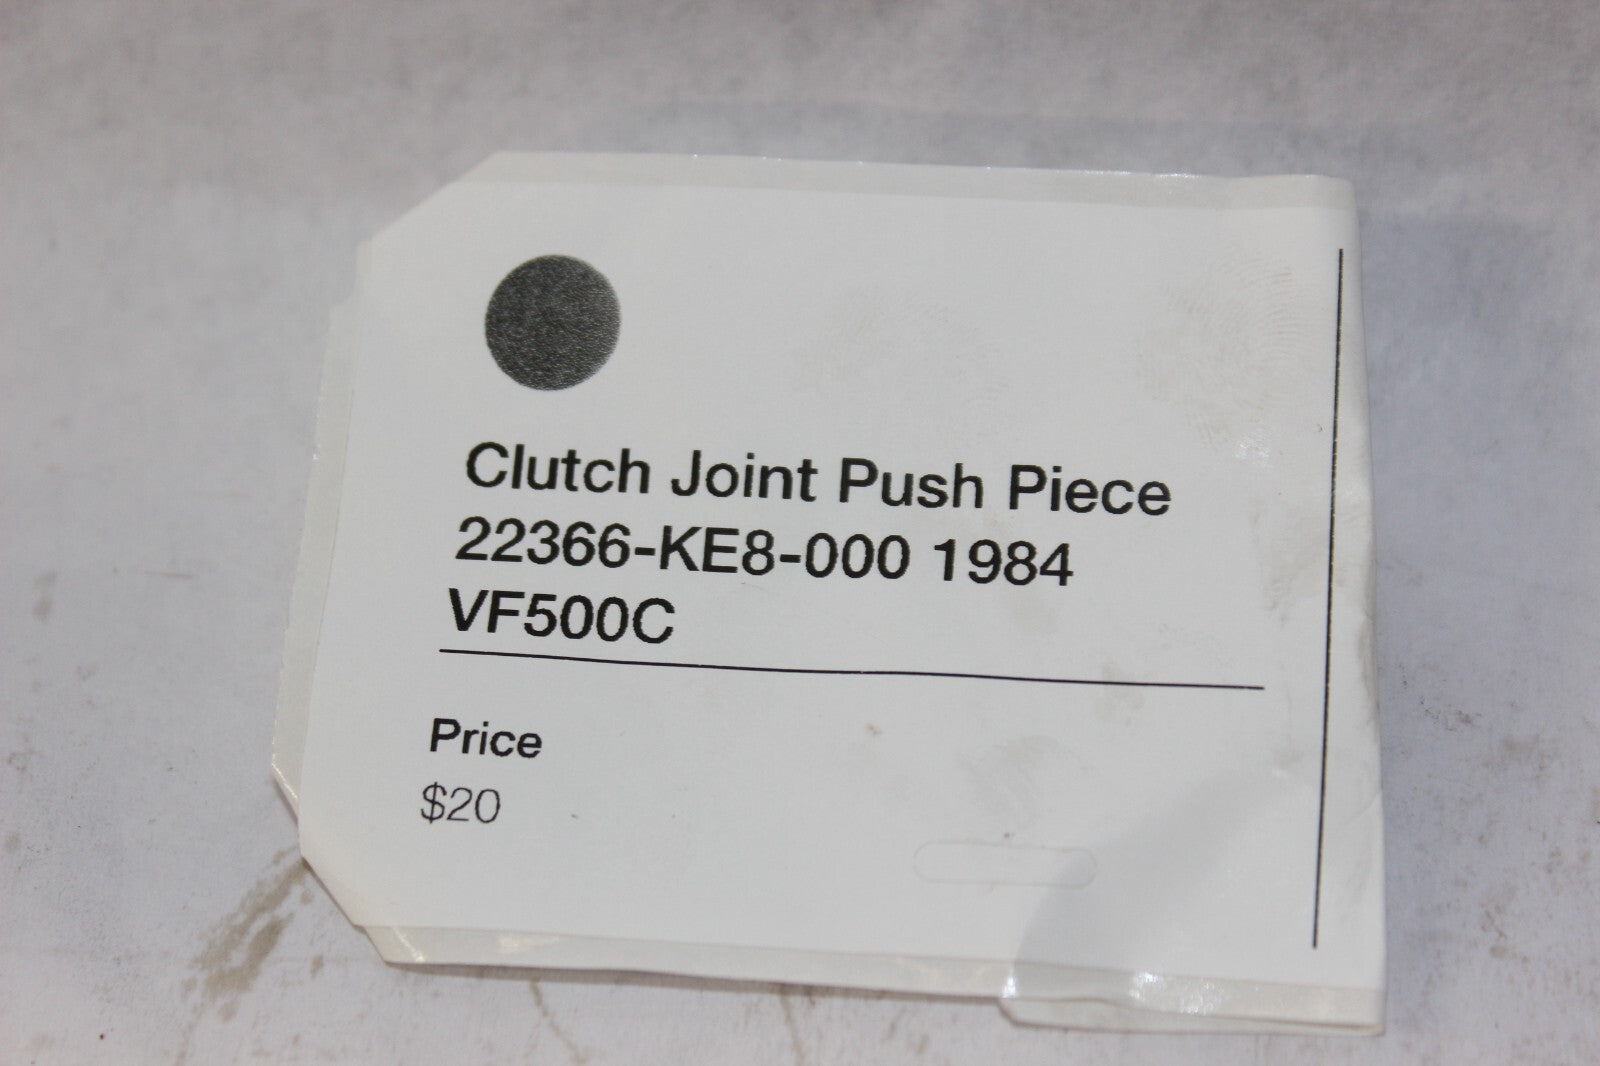 Clutch Joint Push Piece
22366-KE8-000 1984
VF500C
Price
$20